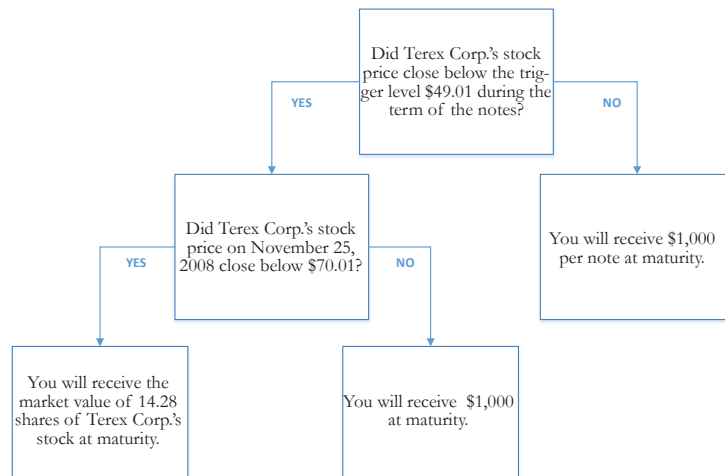 Did Terex Corp.'s stock
price close below the trig-
ger level $49.01 during the
term of the notes?
YES
NO
Did Terex Corp.'s stock
price on November 25,
2008 close below $70.01?
You will receive $1,000
per note at maturity.
YES
NO
You will receive the
market value of 14.28
shares of Terex Corp.'s
stock at maturity.
You will receive $1,000
at maturity.